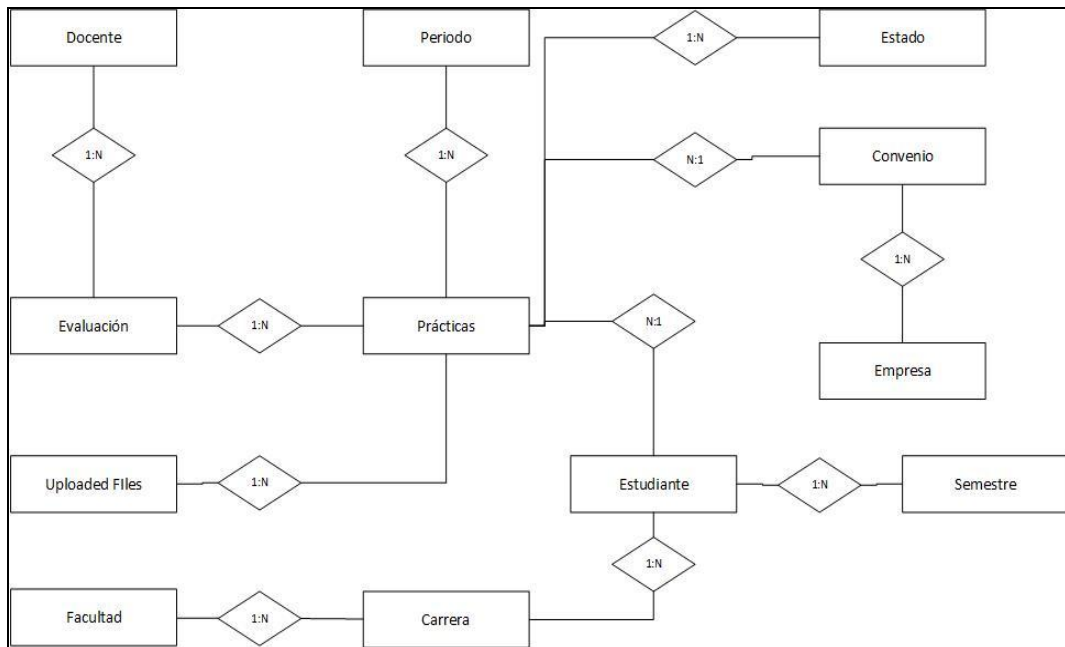 Docente
Periodo
1:N
Estado
1:N
1:N
N:1
Convenio
1:N
Evaluación
1:N
Prácticas
N:1
Empresa
Uploaded FIles
1:N
Estudiante
1:N
Semestre
1:N
Facultad
1:N
Carrera